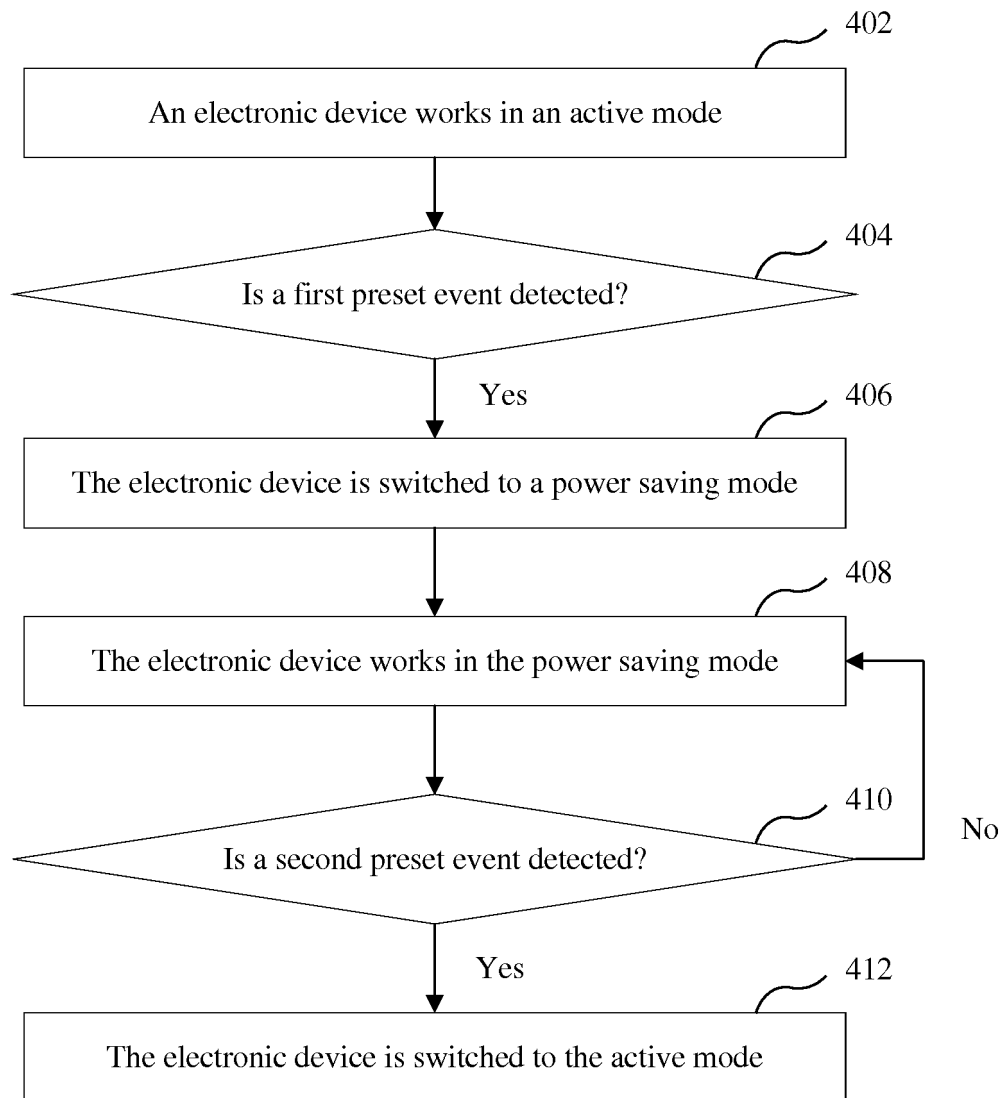 402
An electronic device works in an active mode
404
Is a first preset event detected?
Yes
406
The electronic device is switched to a power saving mode
408
The electronic device works in the power saving mode
410
Is a second preset event detected?
No
Yes
412
The electronic device is switched to the active mode